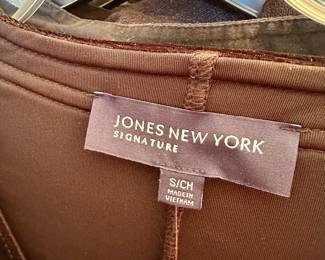 JONES NEW YORK
SIGNATURE
S/CH
MADE IN
VIETNAM